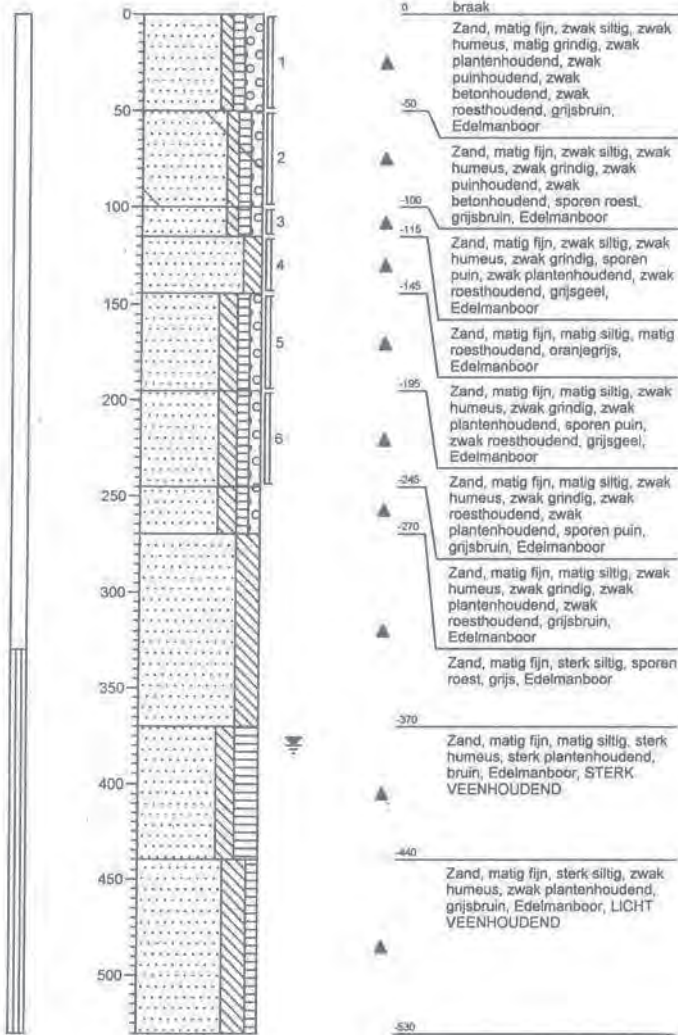 0
50
100
150
200
250
300
350
400
450
500
1
2
3
4
5
6
0 braak
Zand, matig fijn, zwak siltig, zwak
humeus, matig grindig, zwak
plantenhoudend, zwak
puinhoudend, zwak
betonhoudend, zwak
roesthoudend, grijsbruin,
Edelmanboor
-50
Zand, matig fijn, zwak siltig, zwak
humeus, zwak grindig, zwak
puinhoudend, zwak
betonhoudend, sporen roest,
grijsbruin, Edelmanboor
-100
Zand, matig fijn, zwak siltig, zwak
humeus, zwak grindig, sporen
puin, zwak plantenhoudend, zwak
roesthoudend, grijsgeel,
Edelmanboor
-115
Zand, matig fijn, matig siltig, matig
roesthoudend, oranjegrijs,
Edelmanboor
-145
Zand, matig fijn, matig siltig, zwak
humeus, zwak grindig, zwak
plantenhoudend, sporen puin,
zwak roesthoudend, grijsgeel,
Edelmanboor
-195
Zand, matig fijn, matig siltig, zwak
humeus, zwak grindig, zwak
roesthoudend, zwak
plantenhoudend, sporen puin,
grijsbruin, Edelmanboor
-245
Zand, matig fijn, matig siltig, zwak
humeus, zwak grindig, zwak
plantenhoudend, zwak
roesthoudend, grijsbruin,
Edelmanboor
-270
Zand, matig fijn, sterk siltig, sporen
roest, grijs, Edelmanboor
-370
Zand, matig fijn, matig siltig, sterk
humeus, sterk plantenhoudend,
bruin, Edelmanboor, STERK
VEENHOUDEND
-440
Zand, matig fijn, sterk siltig, zwak
humeus, zwak plantenhoudend,
grijsbruin, Edelmanboor, LICHT
VEENHOUDEND
-530